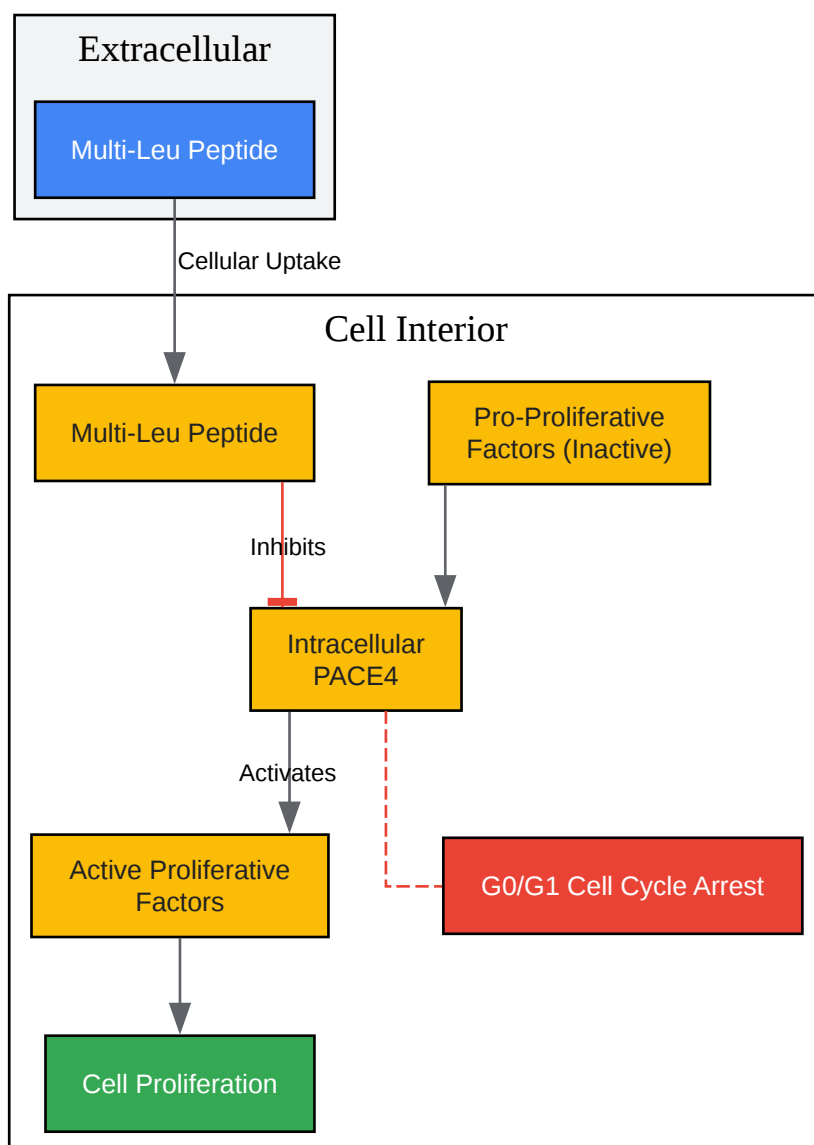 Extracellular
Multi-Leu Peptide
Cellular Uptake
Cell Interior
Multi-Leu Peptide
Pro-Proliferative
Factors (Inactive)
Inhibits
Intracellular
PACE4
Activates
Active Proliferative
Factors
G0/G1 Cell Cycle Arrest
Cell Proliferation